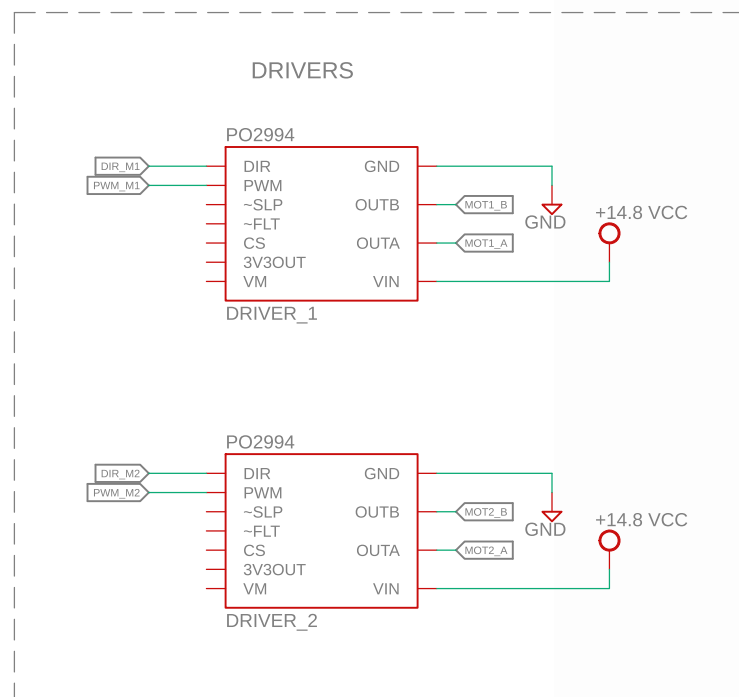 DRIVERS
PO2994
DIR_M1 DIR GND
PWM_M1 PWM
~SLP OUTB MOT1_B
~FLT GND
+14.8 VCC
CS OUTA MOT1_A
3V3OUT
VM VIN
DRIVER_1
PO2994
DIR_M2 DIR GND
PWM_M2 PWM
~SLP OUTB MOT2_B
~FLT GND
+14.8 VCC
CS OUTA MOT2_A
3V3OUT
VM VIN
DRIVER_2